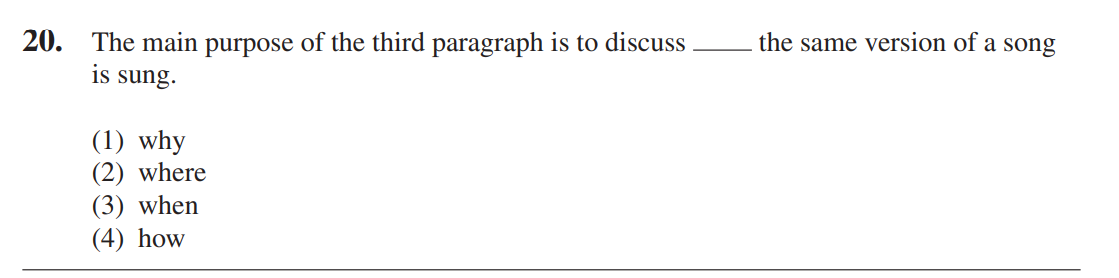 20. The main purpose of the third paragraph is to discuss ____ the same version of a song
is sung.
(1) why
(2) where
(3) when
(4) how